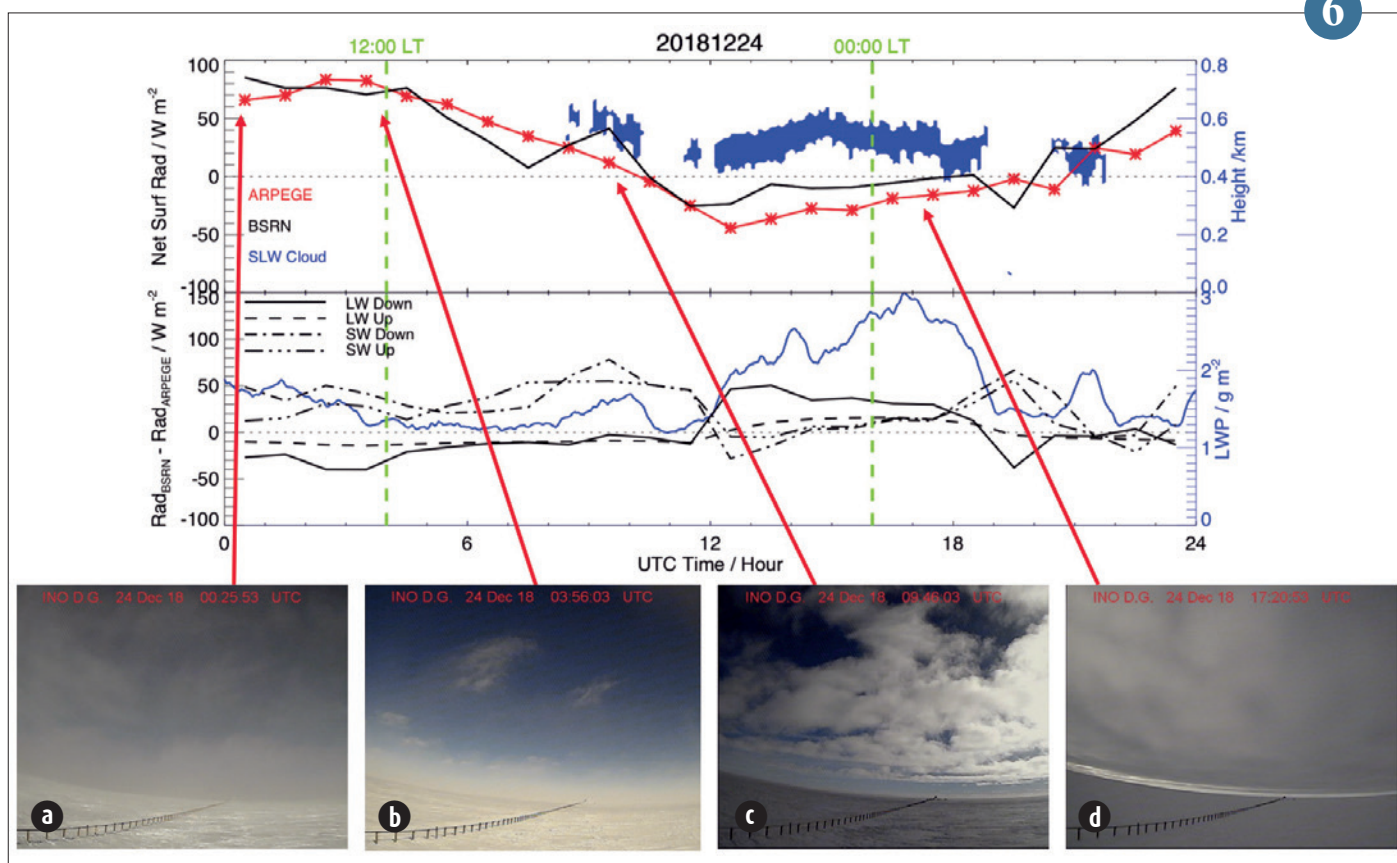 6
20181224
12:00 LT
00:00 LT
Net Surf Rad / W m-2
100
50
0
-50
-100
ARPEGE
BSRN
SLW Cloud
0.8
0.6
0.4
0.2
0.0
Height /km
RadBSRN - RadARPEGE / W m-2
150
100
50
0
-50
-100
LW Down
LW Up
SW Down
SW Up
3
2
1
0
LWP / g m-2
0
6
12
18
24
UTC Time / Hour
INO D.G. 24 Dec 18 00:25:53 UTC
a
INO D.G. 24 Dec 18 03:56:03 UTC
b
INO D.G. 24 Dec 18 09:46:03 UTC
c
INO D.G. 24 Dec 18 17:20:53 UTC
d